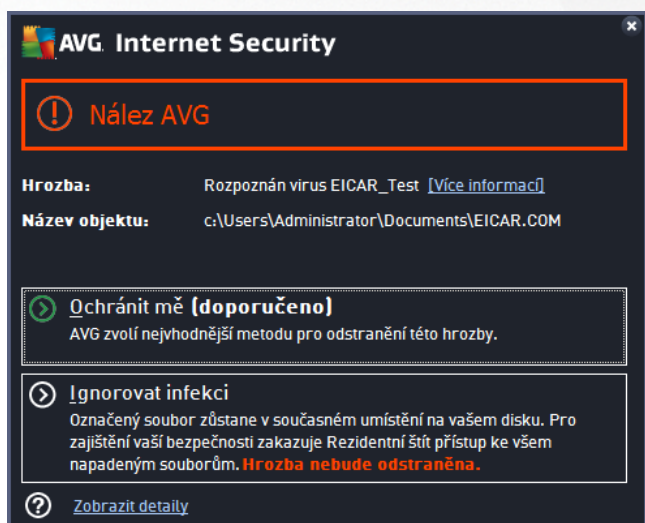 AVG. Internet Security
Nález AVG
Hrozba: Rozpoznán virus EICAR_Test [Více informací]
Název objektu: c:\Users\Administrator\Documents\EICAR.COM
Ochránit mě (doporučeno)
AVG zvolí nejvhodnější metodu pro odstranění této hrozby.
Ignorovat infekci
Označený soubor zůstane v současném umístění na vašem disku. Pro
zajištění vaší bezpečnosti zakazuje Rezidentní štít přístup ke všem
napadeným souborům. Hrozba nebude odstraněna.
Zobrazit detaily